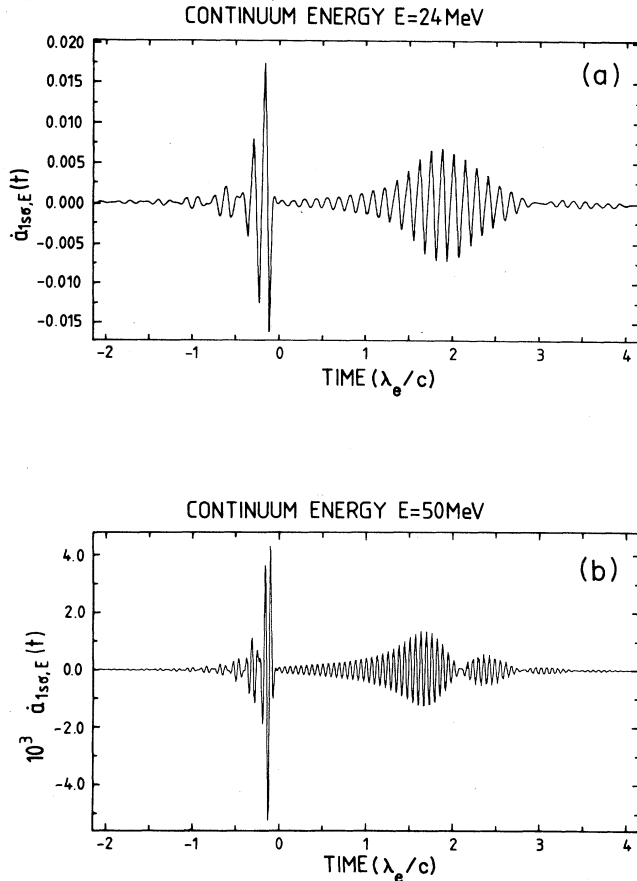 CONTINUUM ENERGY E=24MeV
(a)
0.020
0.015
0.010
0.005
0.000
-0.005
-0.010
-0.015
ȧ1sσ,E(t)
-2 -1 0 1 2 3 4
TIME (λe/c)
CONTINUUM ENERGY E=50MeV
(b)
4.0
2.0
0.0
-2.0
-4.0
10³ ȧ1sσ,E(t)
-2 -1 0 1 2 3 4
TIME (λe/c)